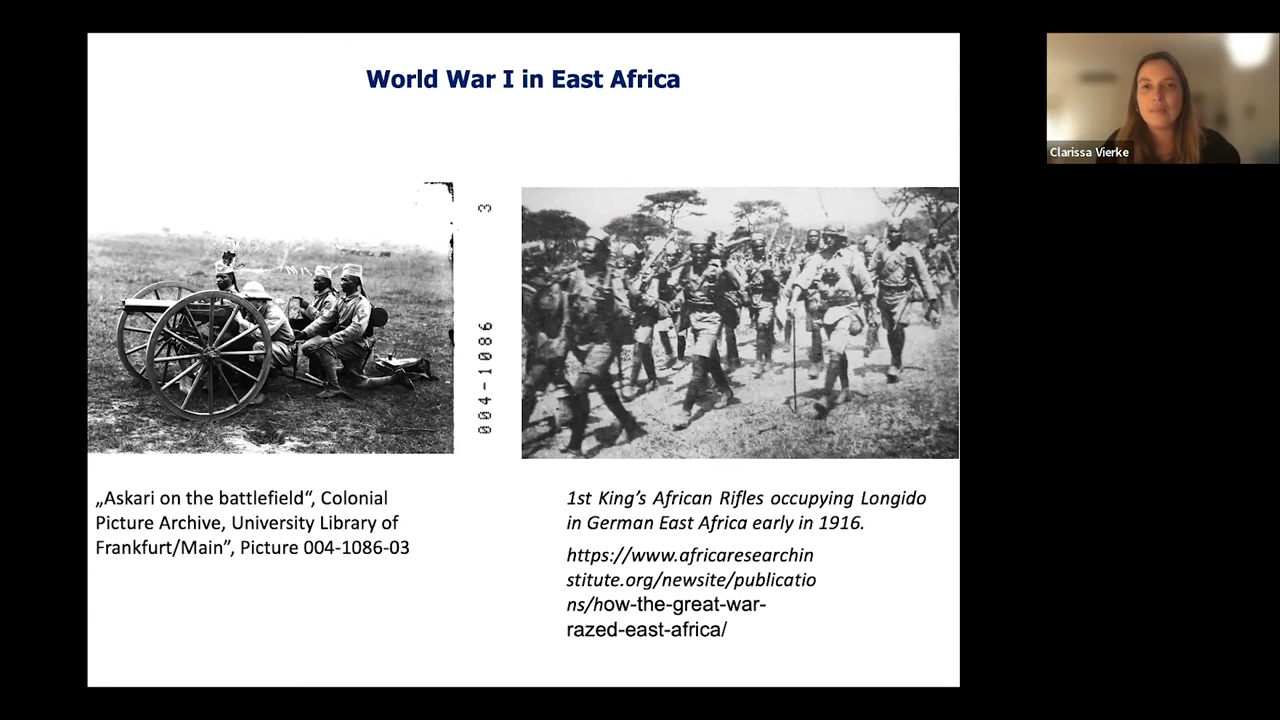 World War I in East Africa
Clarissa Vierke
004-1086 3
„Askari on the battlefield“, Colonial
Picture Archive, University Library of
Frankfurt/Main”, Picture 004-1086-03
1st King’s African Rifles occupying Longido
in German East Africa early in 1916.
https://www.africaresearchin
stitute.org/newsite/publicatio
ns/how-the-great-war-
razed-east-africa/